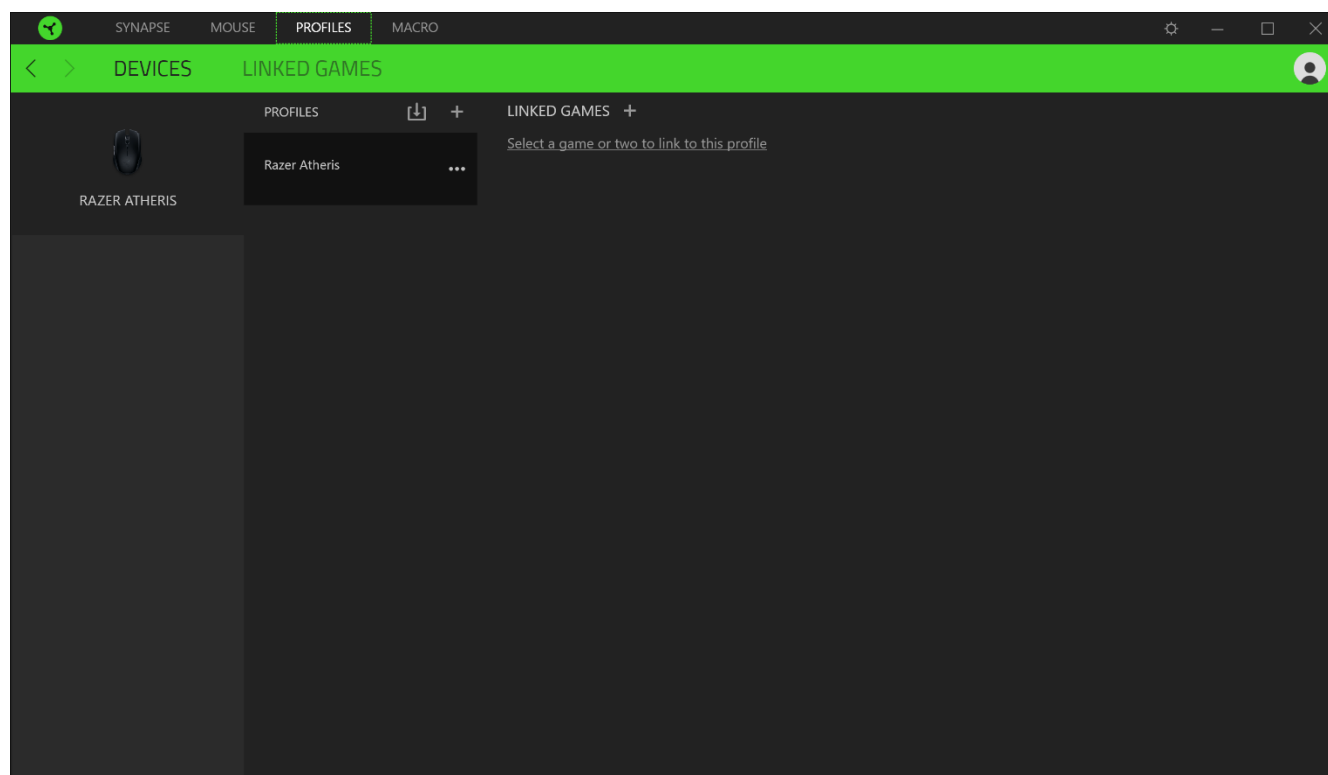 SYNAPSE MOUSE PROFILES MACRO
DEVICES LINKED GAMES
PROFILES
LINKED GAMES
Select a game or two to link to this profile
Razer Atheris
RAZER ATHERIS